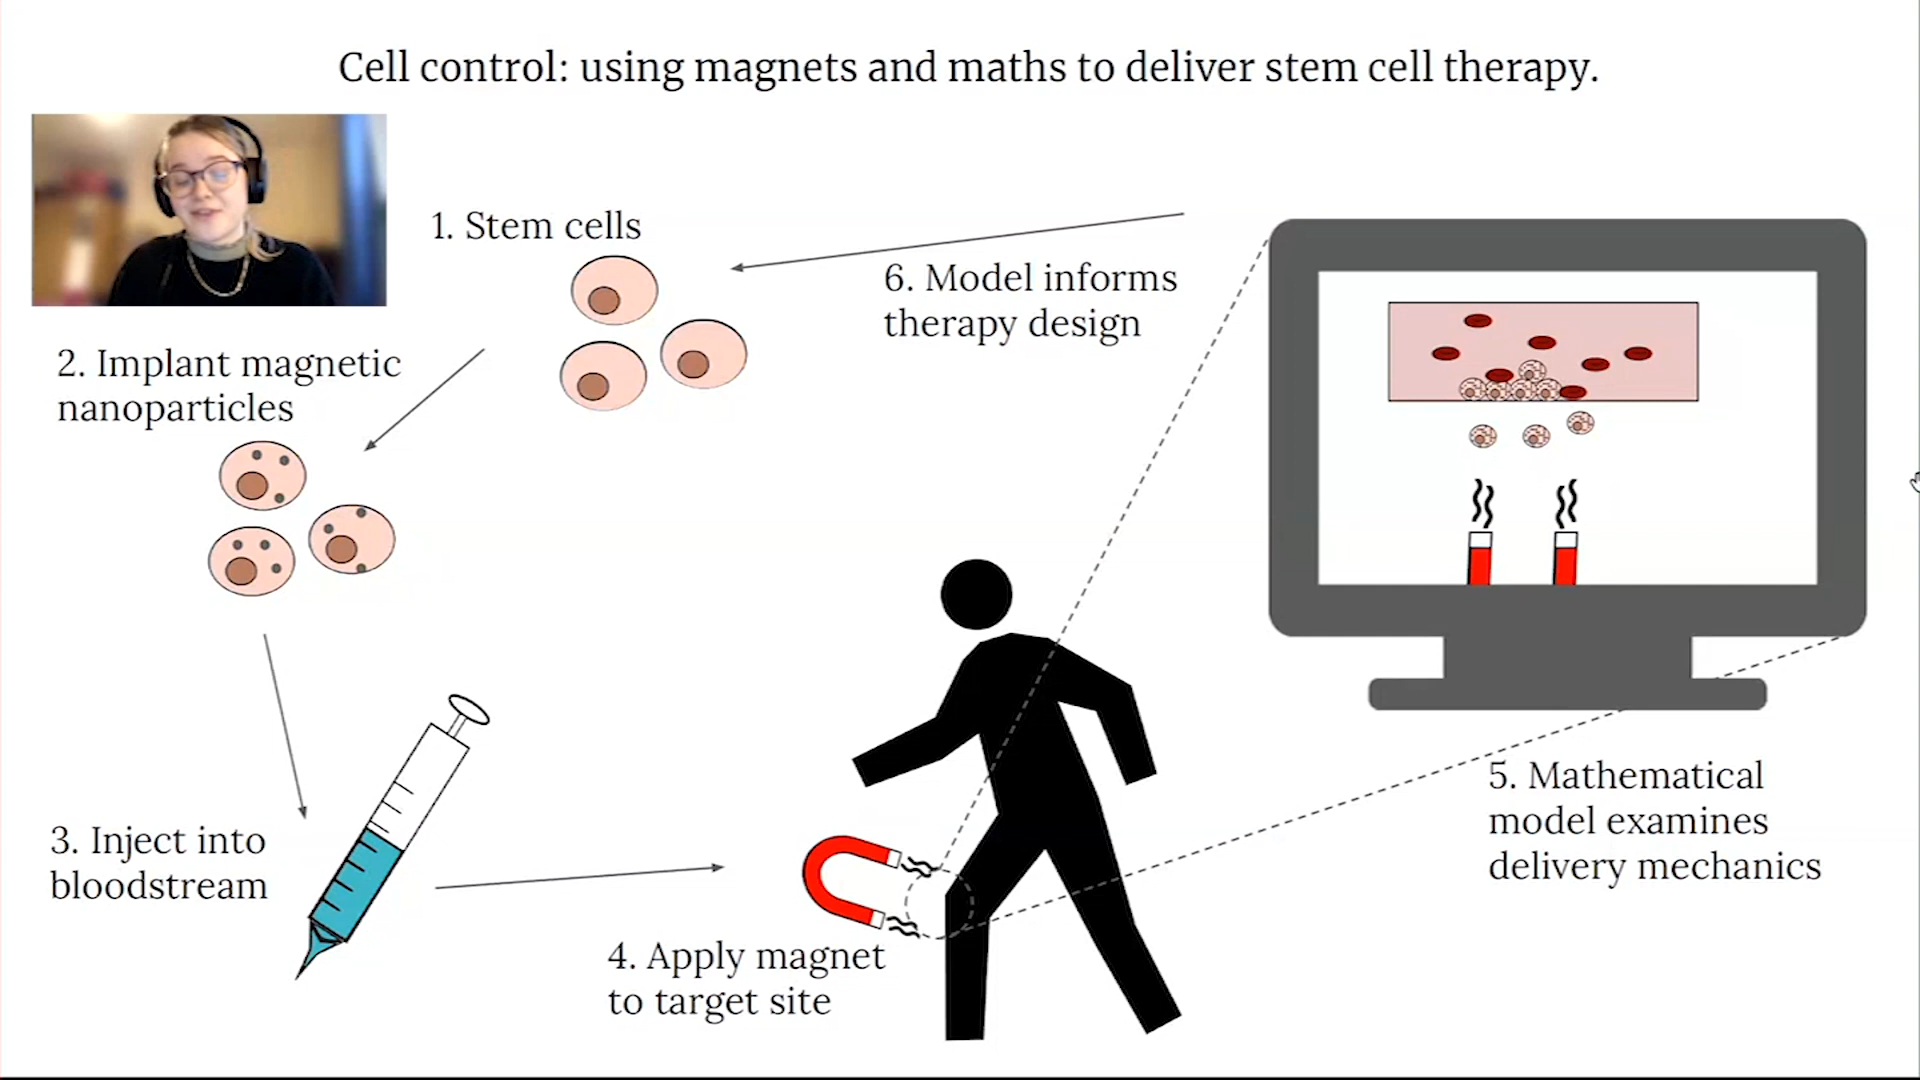 Cell control: using magnets and maths to deliver stem cell therapy.
1. Stem cells
2. Implant magnetic
nanoparticles
3. Inject into
bloodstream
4. Apply magnet
to target site
5. Mathematical
model examines
delivery mechanics
6. Model informs
therapy design